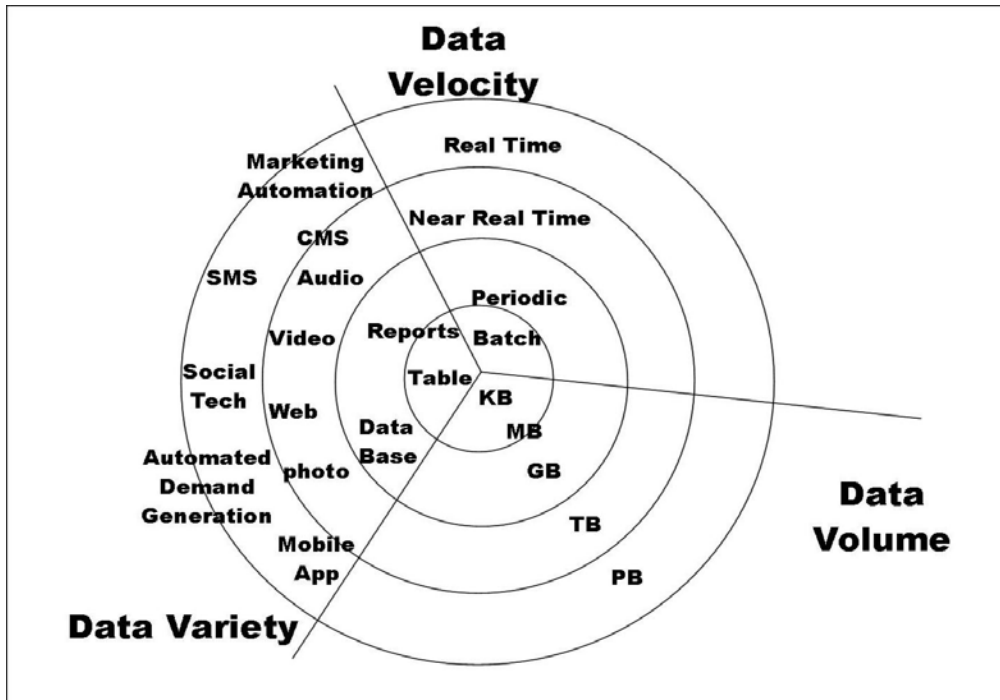 Data
Velocity
Real Time
Marketing
Automation
Near Real Time
CMS
SMS
Audio
Periodic
Reports
Batch
Video
Social
Tech
Table
KB
Web
Data
Base
MB
Automated
Demand
Generation
photo
GB
Data
Volume
TB
Mobile
App
PB
Data Variety